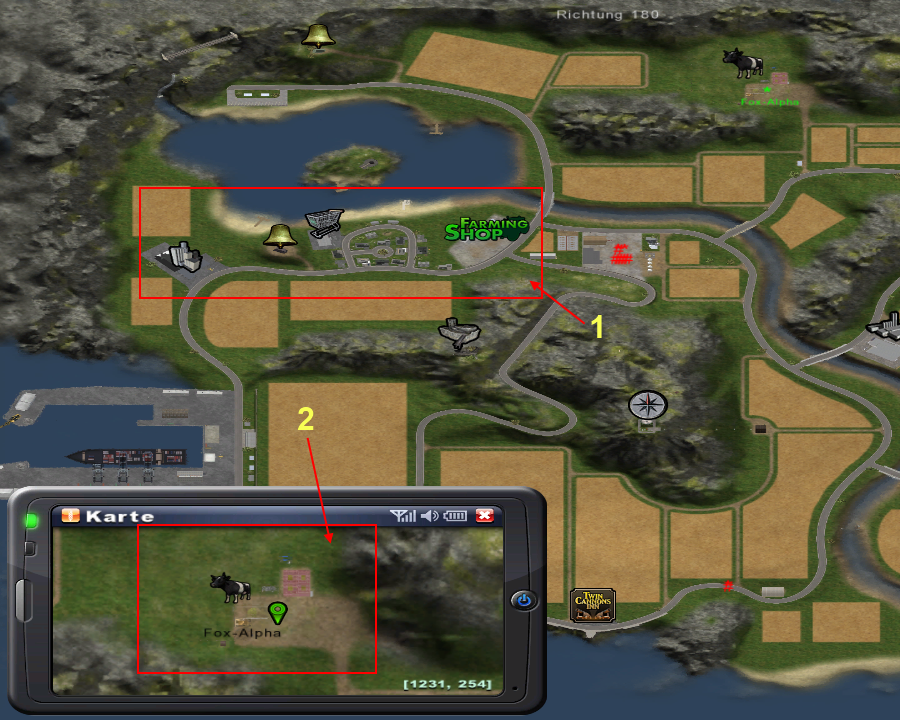 Richtung 180
Fox-Alpha
FARMING
SHOP
1
2
Karte
TWIN
CANNONS
INN
Fox-Alpha
[1231, 254]